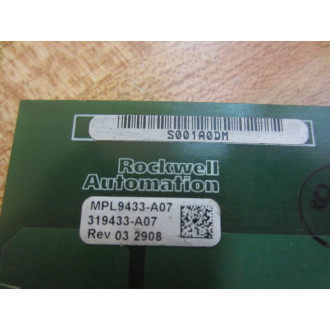 S001A0DM
Rockwell
Automation
MPL9433-A07
319433-A07
Rev 03 2908